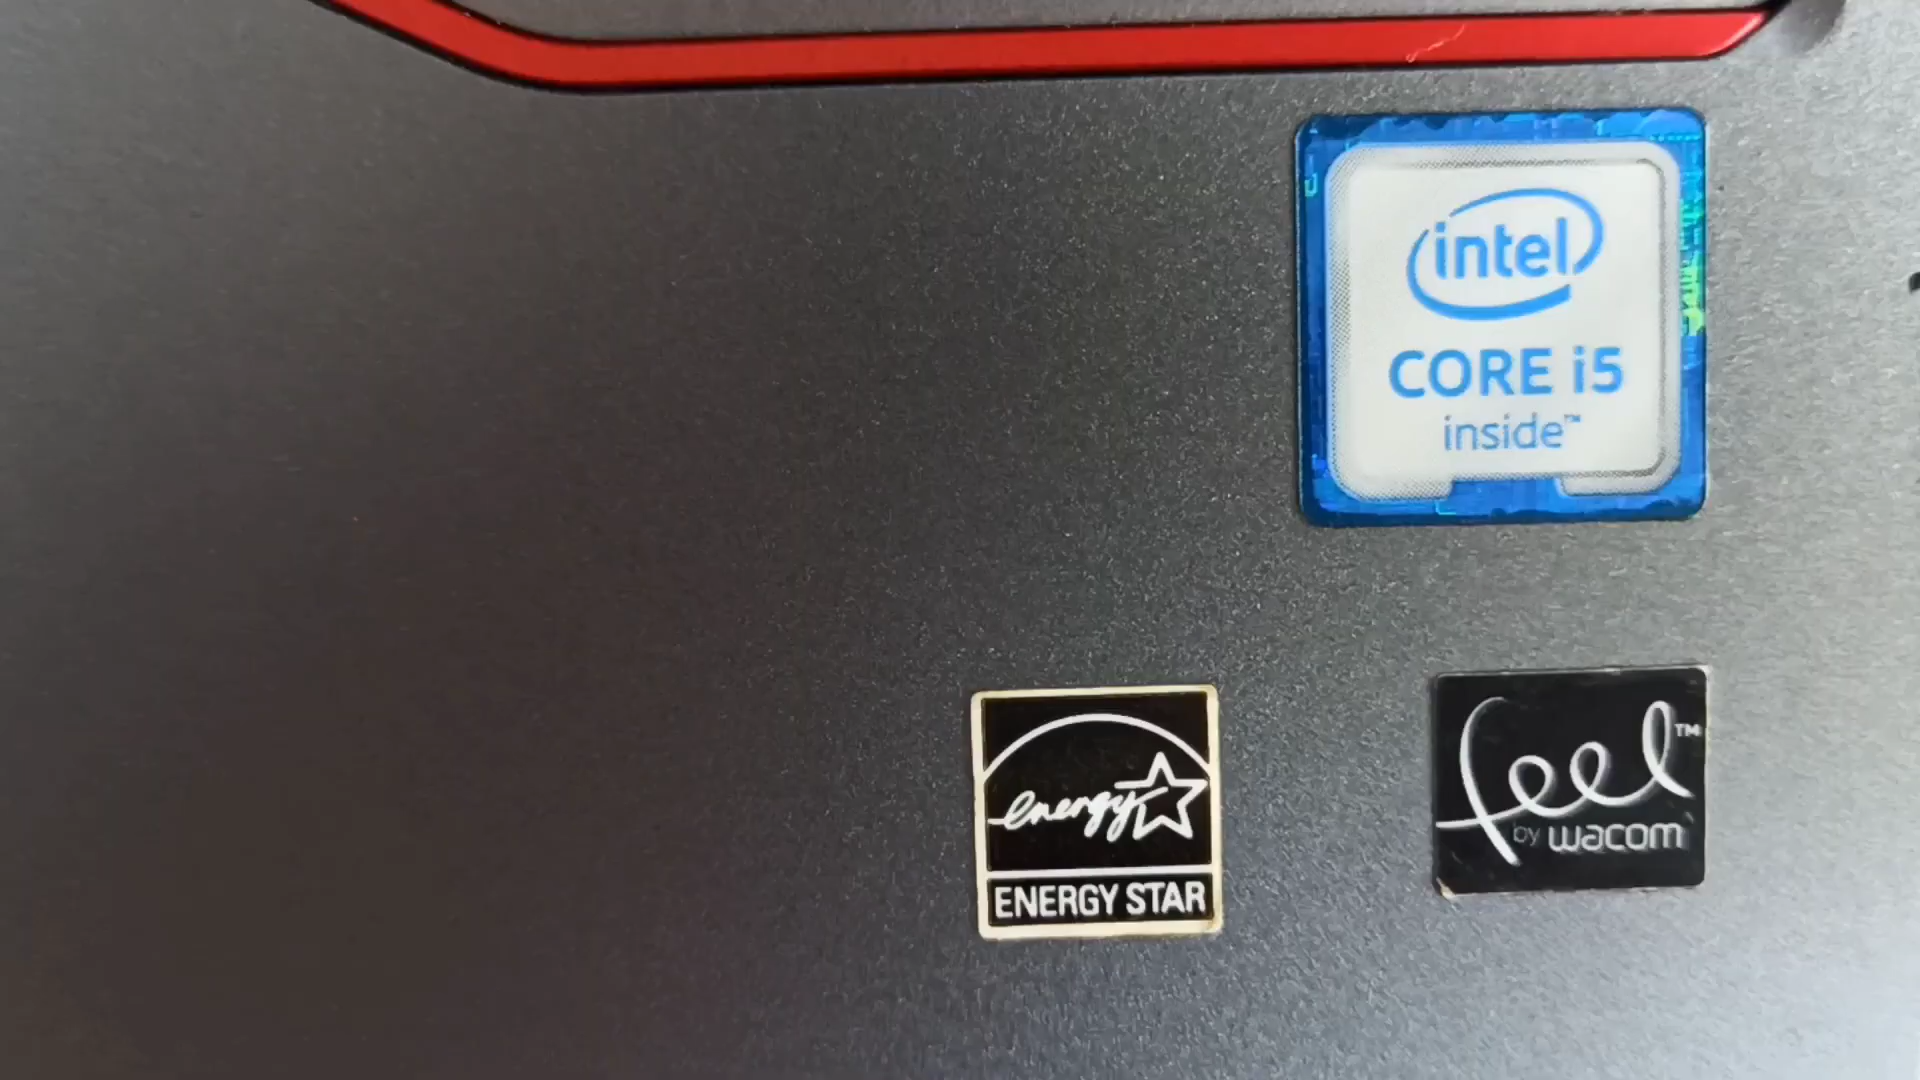 intel
CORE i5
inside™
energy
ENERGY STAR
feel™
by wacom